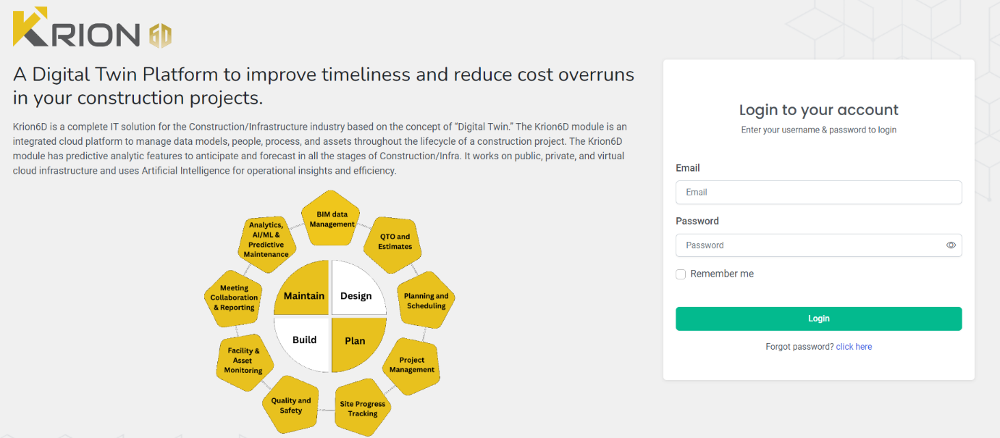 KRION 6D
A Digital Twin Platform to improve timeliness and reduce cost overruns
in your construction projects.
Krion6D is a complete IT solution for the Construction/Infrastructure industry based on the concept of “Digital Twin.” The Krion6D module is an
integrated cloud platform to manage data models, people, process, and assets throughout the lifecycle of a construction project. The Krion6D
module has predictive analytic features to anticipate and forecast in all the stages of Construction/Infra. It works on public, private, and virtual
cloud infrastructure and uses Artificial Intelligence for operational insights and efficiency.
BIM data
Management
QTO and
Estimates
Planning and
Scheduling
Project
Management
Site Progress
Tracking
Quality and
Safety
Facility &
Asset
Monitoring
Meeting
Collaboration
& Reporting
Analytics,
AI/ML &
Predictive
Maintenance
Maintain
Design
Build
Plan
Login to your account
Enter your username & password to login
Email
Email
Password
Password
Remember me
Login
Forgot password? click here